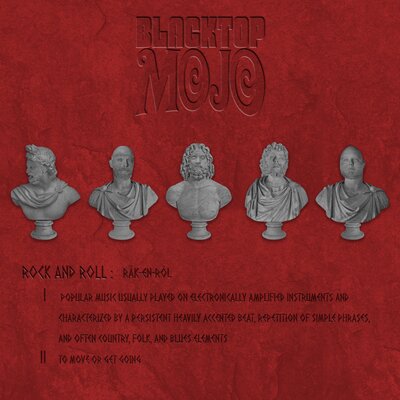 BLACKTOP
MOJO
ROCK AND ROLL : RÄK-EN-ROL
I POPULAR MUSIC USUALLY PLAYED ON ELECTRONICALLY AMPLIFIED INSTRUMENTS AND
CHARACTERIZED BY A PERSISTENT HEAVILY ACCENTED BEAT, REPETITION OF SIMPLE PHRASES,
AND OFTEN COUNTRY, FOLK, AND BLUES ELEMENTS
II TO MOVE OR GET GOING